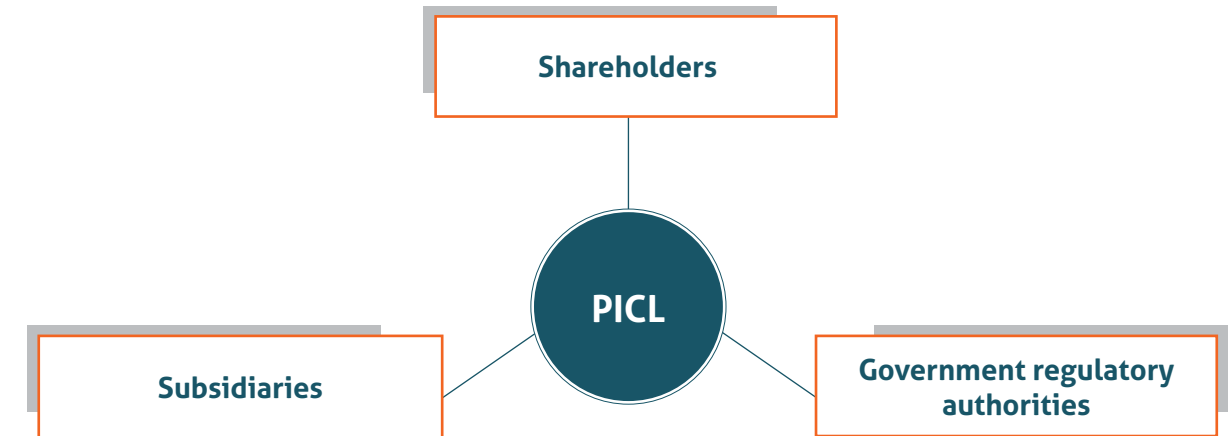 Shareholders
PICL
Subsidiaries
Government regulatory
authorities